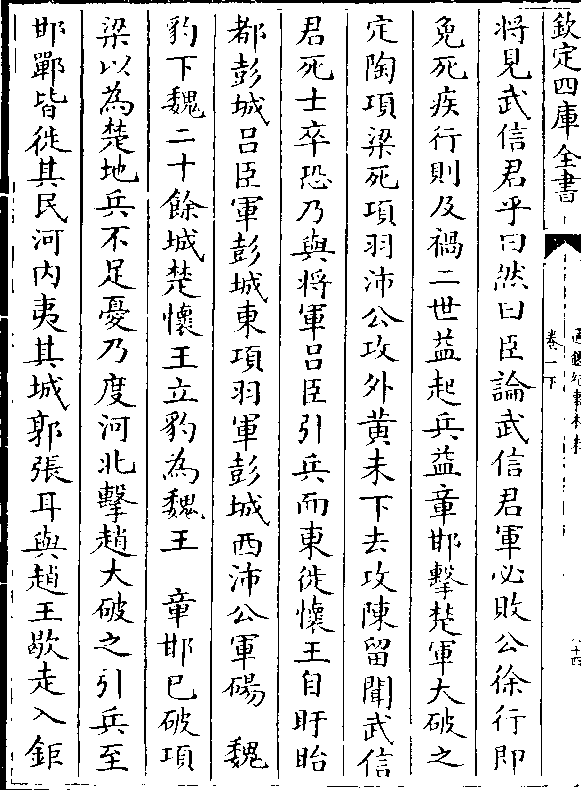 欽定四庫全書
卷一下
將見武信君乎曰然曰臣論武信君軍必敗公徐行即
免死疾行則及禍二世益起兵益章邯擊楚軍大破之
定陶項梁死項羽沛公攻外黄未下去攻陳留聞武信
君死士卒恐乃與將軍吕臣引兵而東徙懷王自盱眙
都彭城吕臣軍彭城東項羽軍彭城西沛公軍碭　魏
豹下魏二十餘城楚懷王立豹為魏王　章邯已破項
梁以為楚地兵不足憂乃度河北擊趙大破之引兵至
邯鄲皆徙其民河内夷其城郭張耳與趙王歇走入鉅